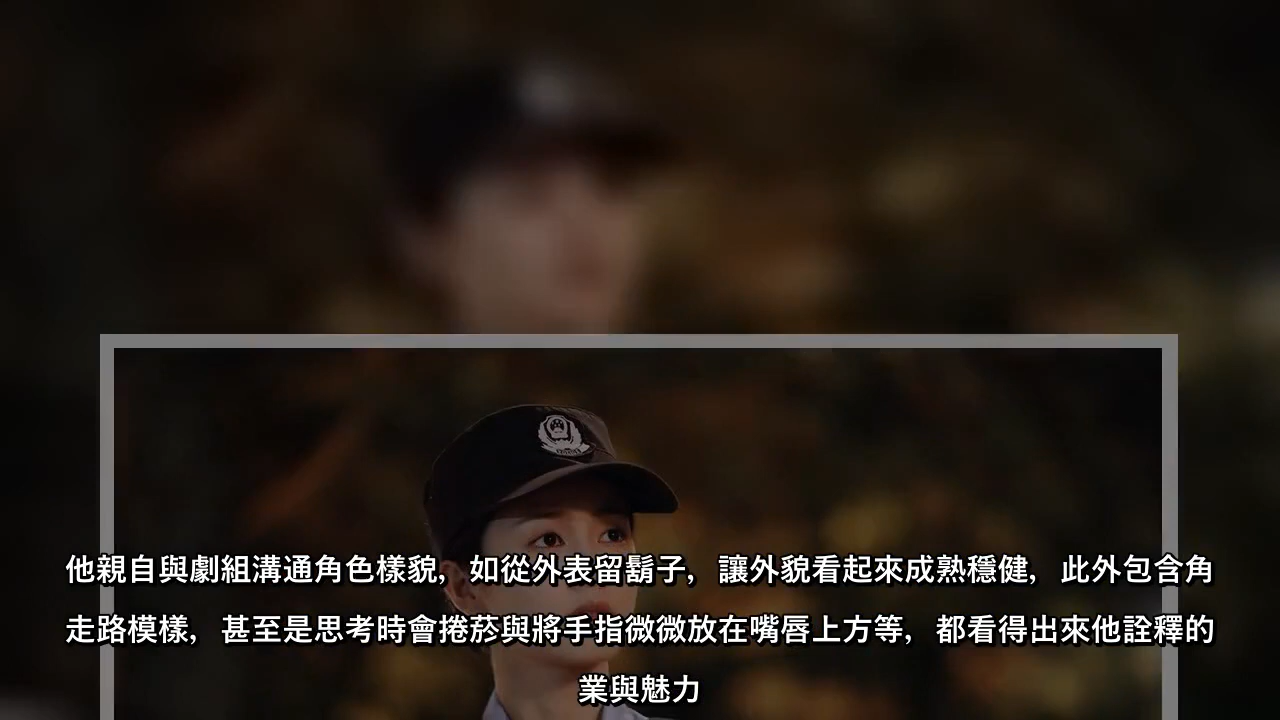 他親自與劇組溝通角色樣貌，如從外表留鬍子，讓外貌看起來成熟穩健，此外包含角
走路模樣，甚至是思考時會捲菸與將手指微微放在嘴唇上方等，都看得出來他詮釋的
業與魅力